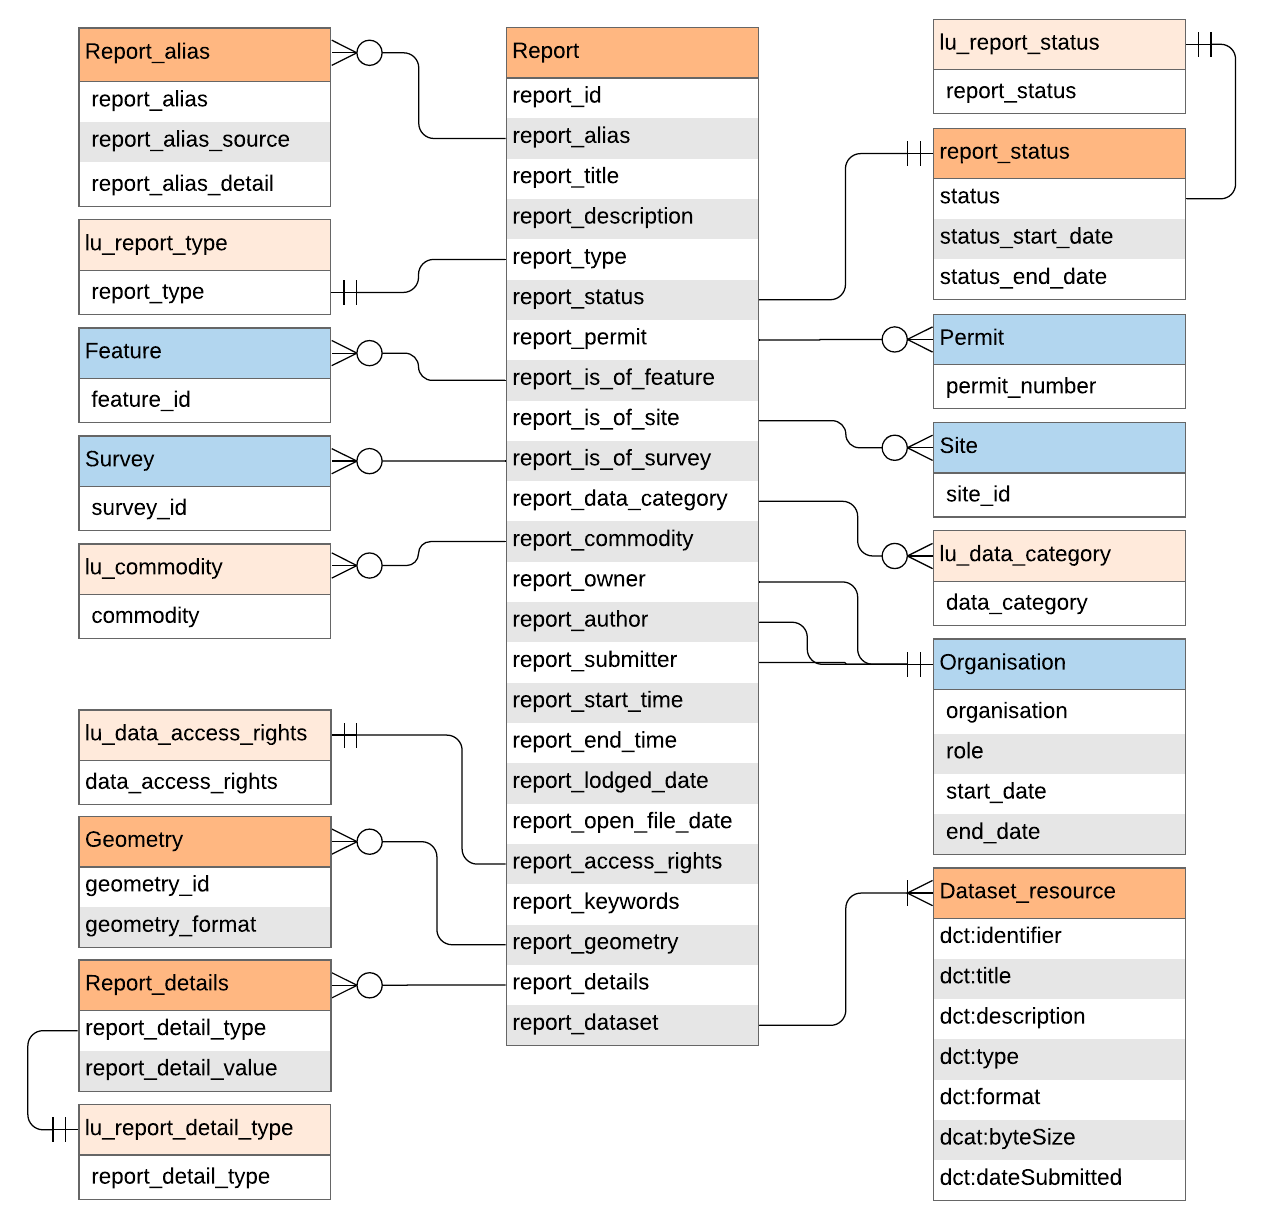 Report_alias
report_alias
report_alias_source
report_alias_detail
lu_report_type
report_type
Feature
feature_id
Survey
survey_id
lu_commodity
commodity
lu_data_access_rights
data_access_rights
Geometry
geometry_id
geometry_format
Report_details
report_detail_type
report_detail_value
lu_report_detail_type
report_detail_type
Report
report_id
report_alias
report_title
report_description
report_type
report_status
report_permit
report_is_of_feature
report_is_of_site
report_is_of_survey
report_data_category
report_commodity
report_owner
report_author
report_submitter
report_start_time
report_end_time
report_lodged_date
report_open_file_date
report_access_rights
report_keywords
report_geometry
report_details
report_dataset
lu_report_status
report_status
report_status
status
status_start_date
status_end_date
Permit
permit_number
Site
site_id
lu_data_category
data_category
Organisation
organisation
role
start_date
end_date
Dataset_resource
dct:identifier
dct:title
dct:description
dct:type
dct:format
dcat:byteSize
dct:dateSubmitted